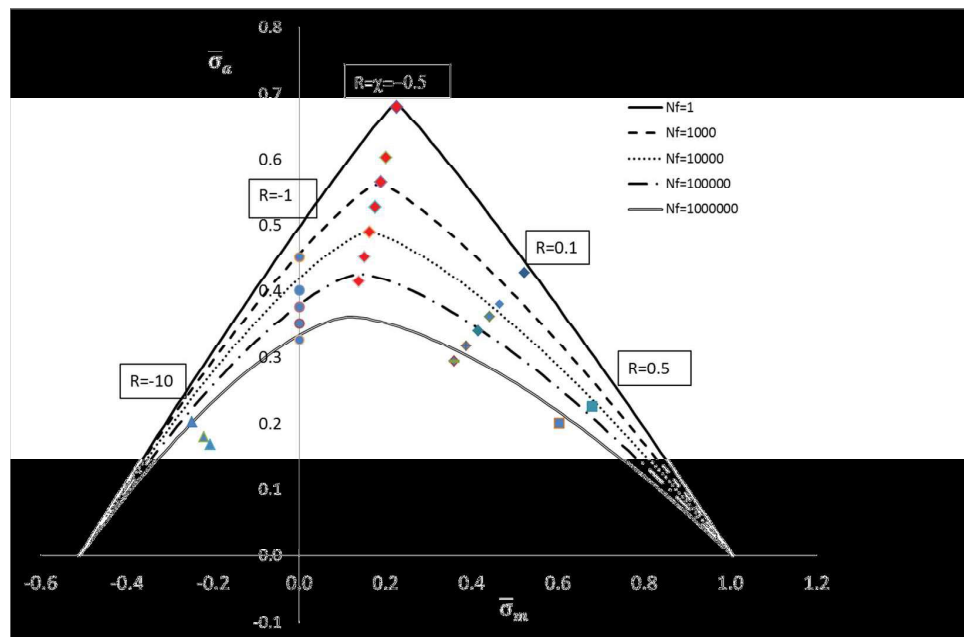 0.8
σ̅a
R=χ=-0.5
0.7
Nf=1
Nf=1000
0.6
Nf=10000
Nf=100000
R=-1
Nf=1000000
0.5
R=0.1
0.4
R=-10
0.3
R=0.5
0.2
0.1
0.0
-0.6 -0.4 -0.2 0.0 0.2 0.4 0.6 0.8 1.0 1.2
σ̅m
-0.1